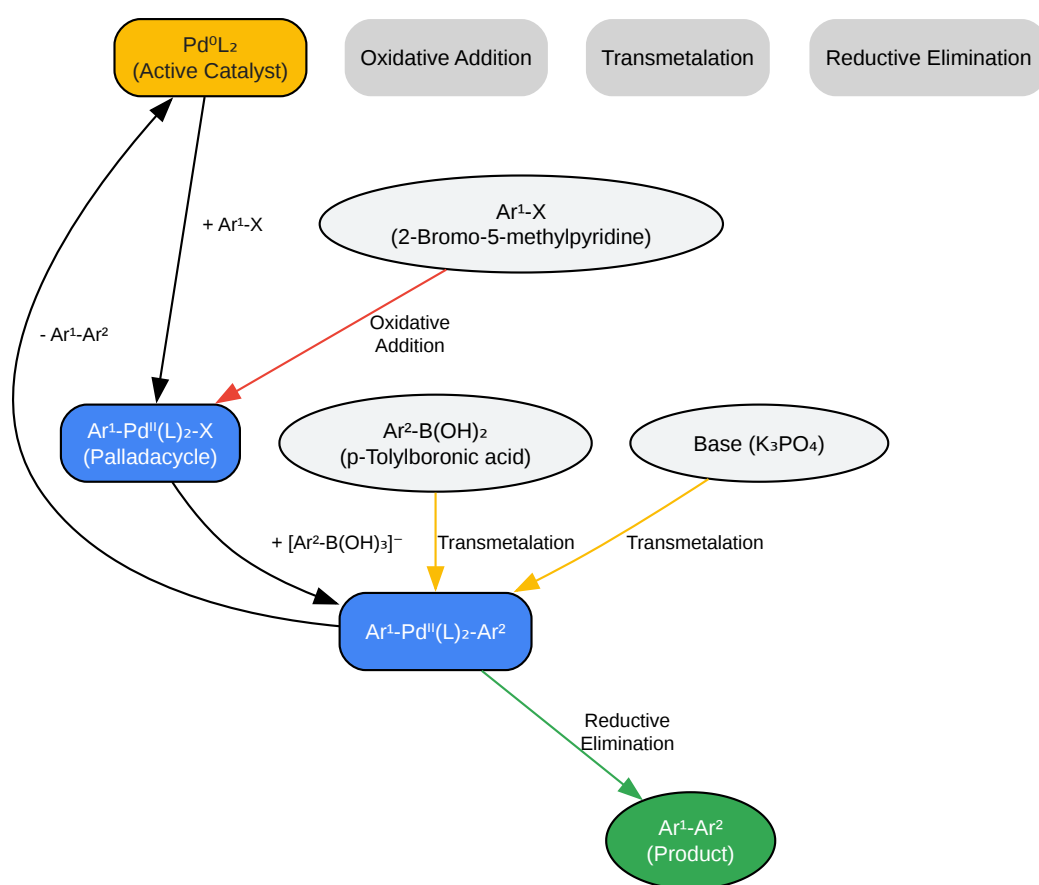 Pd⁰L₂
(Active Catalyst)
Oxidative Addition
Transmetalation
Reductive Elimination
+ Ar¹-X
Ar¹-X
(2-Bromo-5-methylpyridine)
- Ar¹-Ar²
Oxidative
Addition
Ar¹-Pdᴵᴵ(L)₂-X
(Palladacycle)
Ar²-B(OH)₂
(p-Tolylboronic acid)
Base (K₃PO₄)
+ [Ar²-B(OH)₃]⁻
Transmetalation
Transmetalation
Ar¹-Pdᴵᴵ(L)₂-Ar²
Reductive
Elimination
Ar¹-Ar²
(Product)